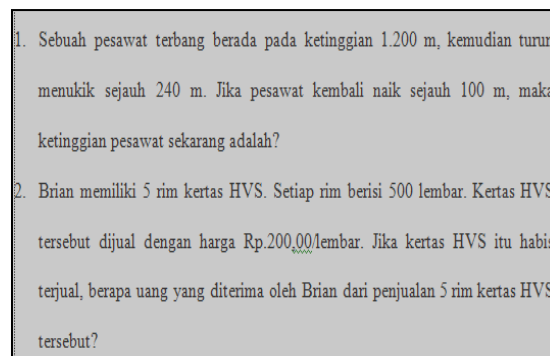 1. Sebuah pesawat terbang berada pada ketinggian 1.200 m, kemudian turun
menukik sejauh 240 m. Jika pesawat kembali naik sejauh 100 m, maka
ketinggian pesawat sekarang adalah?
2. Brian memiliki 5 rim kertas HVS. Setiap rim berisi 500 lembar. Kertas HVS
tersebut dijual dengan harga Rp.200,00/lembar. Jika kertas HVS itu habis
terjual, berapa uang yang diterima oleh Brian dari penjualan 5 rim kertas HVS
tersebut?